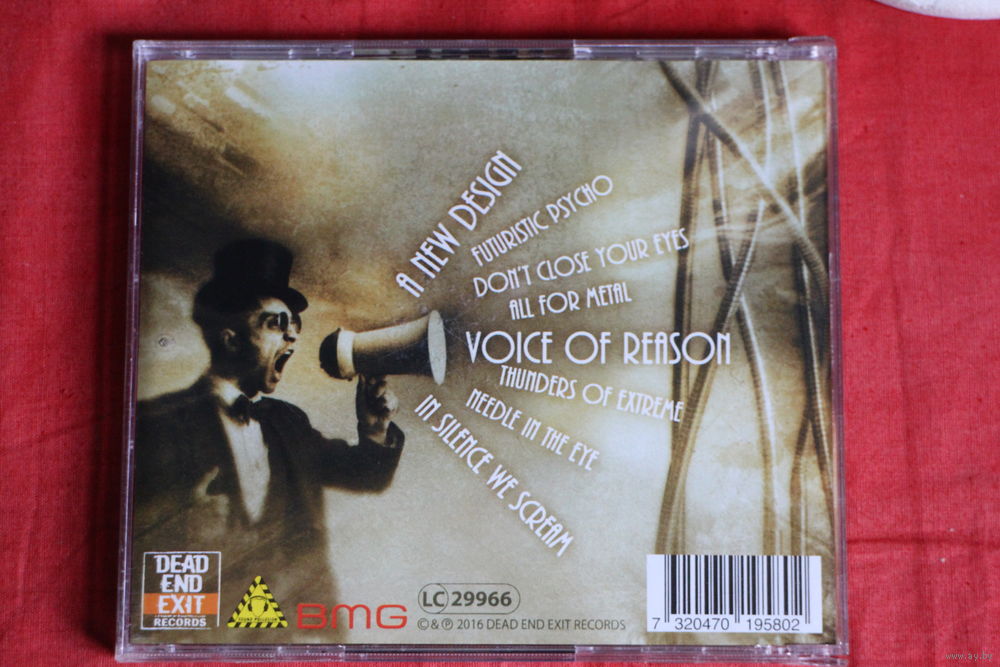 A NEW DESIGN
FUTURISTIC PSYCHO
DON'T CLOSE YOUR EYES
ALL FOR METAL
VOICE OF REASON
THUNDERS OF EXTREME
NEEDLE IN THE EYE
IN SILENCE WE SCREAM
DEAD
END
EXIT
RECORDS
SOUND POLLUTION
BMG
LC 29966
© & ℗ 2016 DEAD END EXIT RECORDS
7 320470 195802
www.ay.by